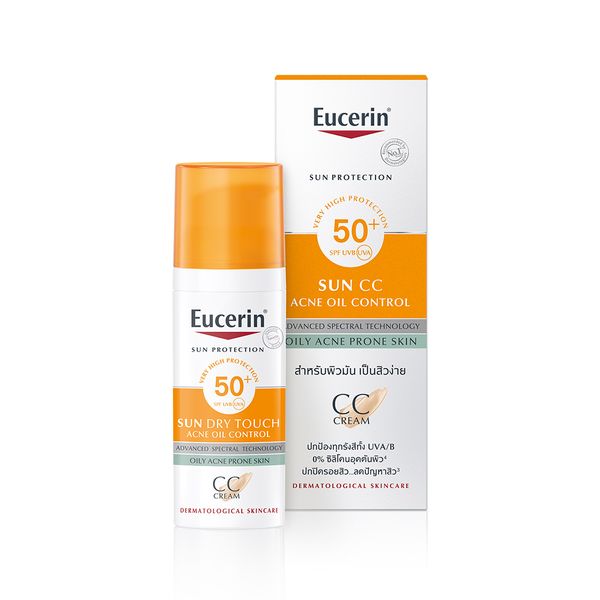 Eucerin®
SUN PROTECTION
VERY HIGH PROTECTION
50+
SPF UVB UVA
SUN CC
ACNE OIL CONTROL
ADVANCED SPECTRAL TECHNOLOGY
OILY ACNE PRONE SKIN
สำหรับผิวมัน เป็นสิวง่าย
CC
CREAM
ปกป้องทุกรังสีทั้ง UVA/B
0% ซิลิโคนอุดตันผิว⁴
ปกปิดรอยสิว...ลดปัญหาสิว³
DERMATOLOGICAL SKINCARE
Eucerin®
SUN PROTECTION
VERY HIGH PROTECTION
50+
SPF UVB UVA
SUN DRY TOUCH
ACNE OIL CONTROL
ADVANCED SPECTRAL TECHNOLOGY
OILY ACNE PRONE SKIN
CC
CREAM
DERMATOLOGICAL SKINCARE